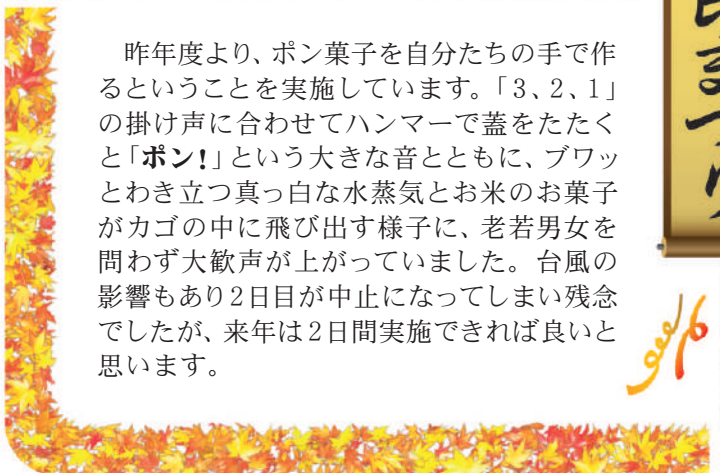 昨年度より、ポン菓子を自分たちの手で作
るということを実施しています。「3、2、1」
の掛け声に合わせてハンマーで蓋をたたく
と「ポン!」という大きな音とともに、ブワッ
とわき立つ真っ白な水蒸気とお米のお菓子
がカゴの中に飛び出す様子に、老若男女を
問わず大歓声が上がっていました。台風の
影響もあり2日目が中止になってしまい残念
でしたが、来年は2日間実施できれば良いと
思います。
まつり